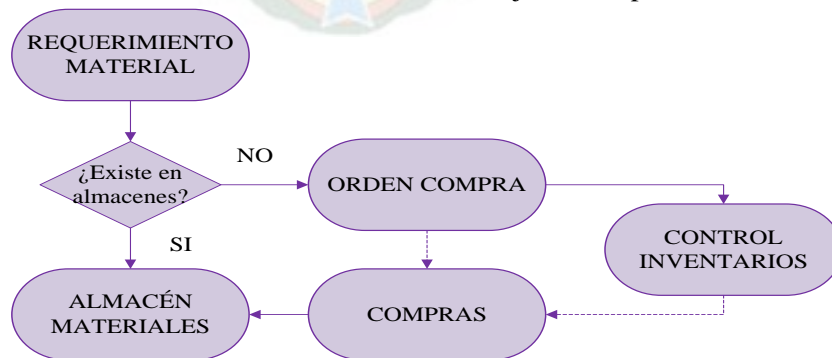 REQUERIMIENTO
MATERIAL
¿Existe en
almacenes?
NO
ORDEN COMPRA
SI
CONTROL
INVENTARIOS
ALMACÉN
MATERIALES
COMPRAS